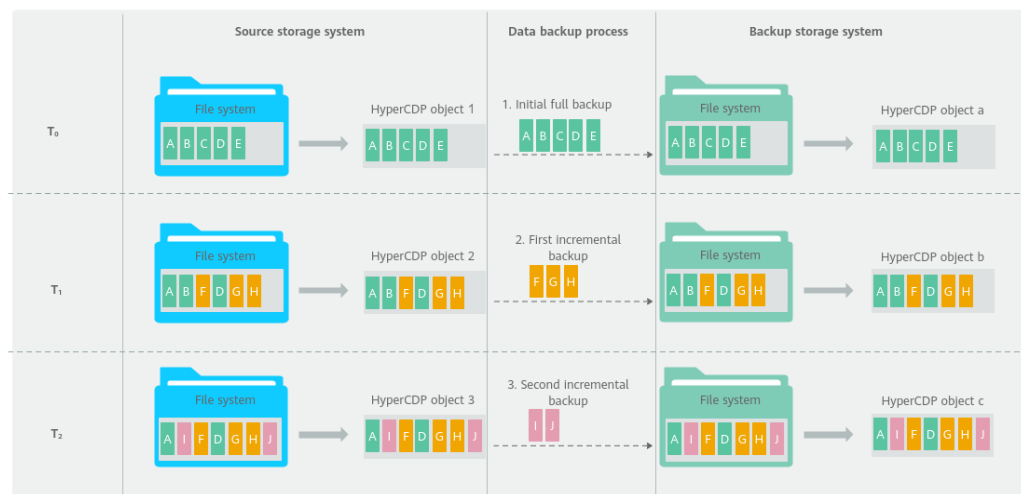 Source storage system
Data backup process
Backup storage system
T₀
File system
A B C D E
HyperCDP object 1
A B C D E
1. Initial full backup
A B C D E
File system
A B C D E
HyperCDP object a
A B C D E
T₁
File system
A B F D G H
HyperCDP object 2
A B F D G H
2. First incremental
backup
F G H
File system
A B F D G H
HyperCDP object b
A B F D G H
T₂
File system
A I F D G H J
HyperCDP object 3
A I F D G H J
3. Second incremental
backup
I J
File system
A I F D G H J
HyperCDP object c
A I F D G H J